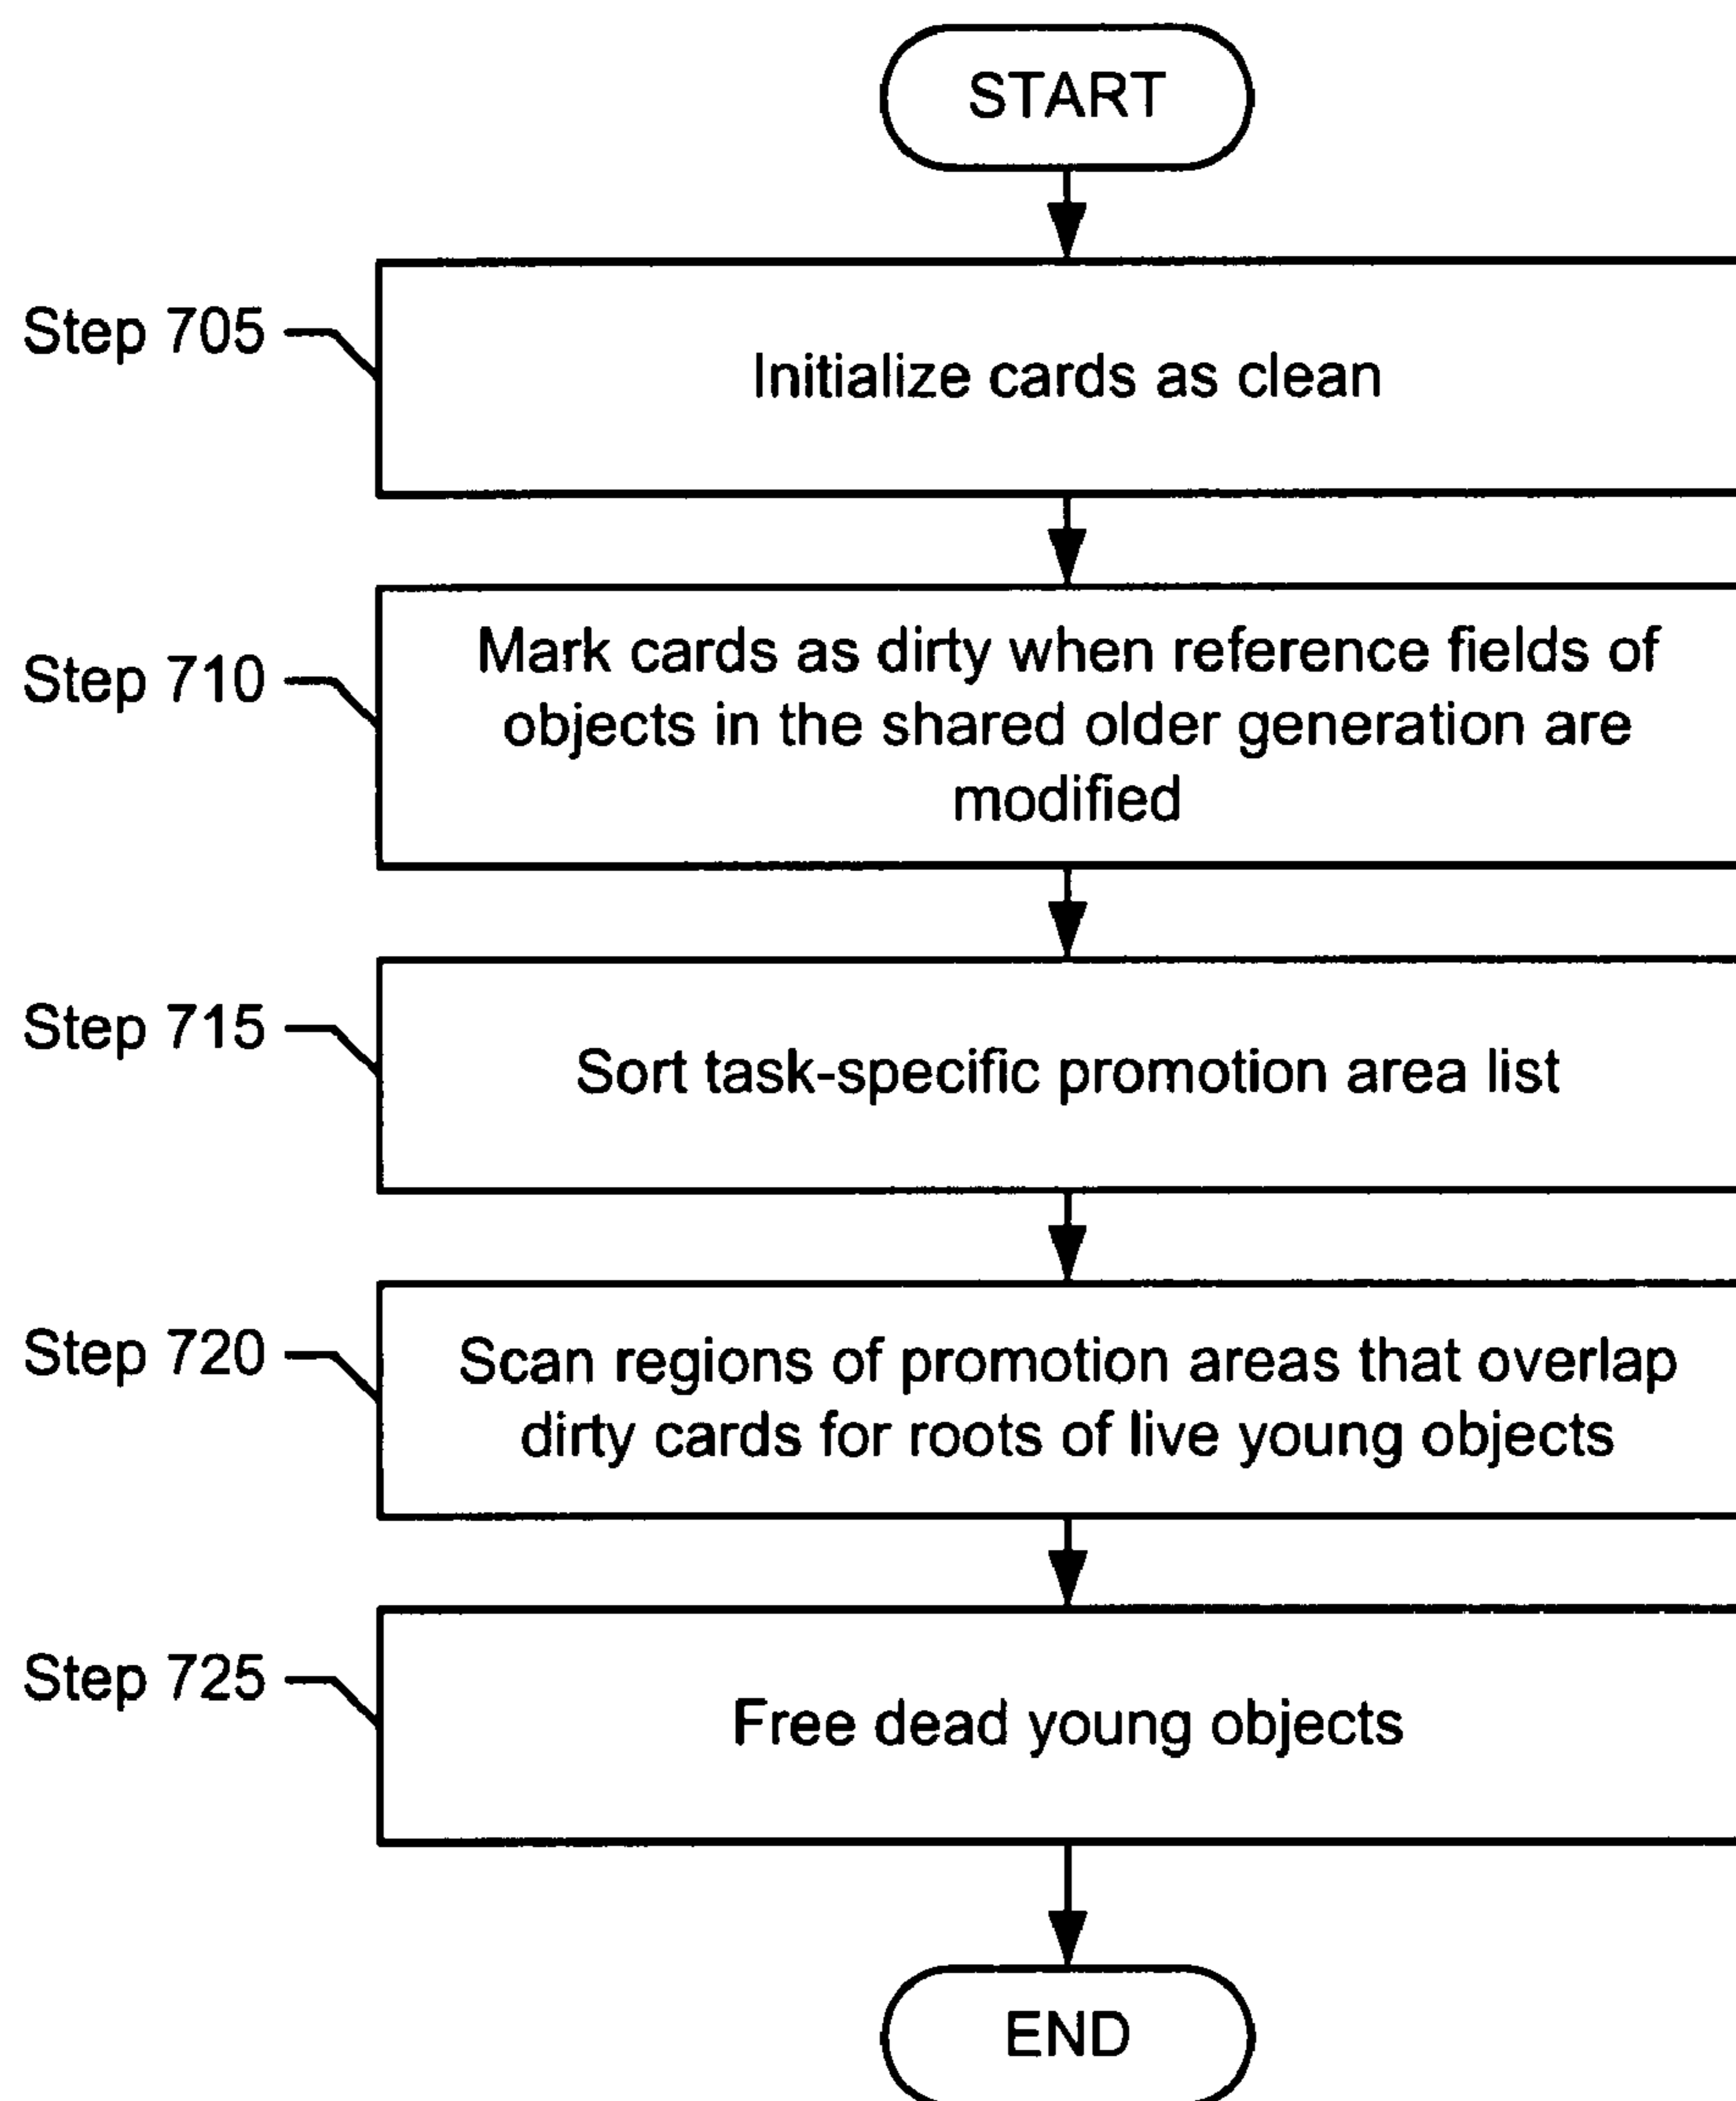 START
Step 705
Initialize cards as clean
Step 710
Mark cards as dirty when reference fields of
objects in the shared older generation are
modified
Step 715
Sort task-specific promotion area list
Step 720
Scan regions of promotion areas that overlap
dirty cards for roots of live young objects
Step 725
Free dead young objects
END